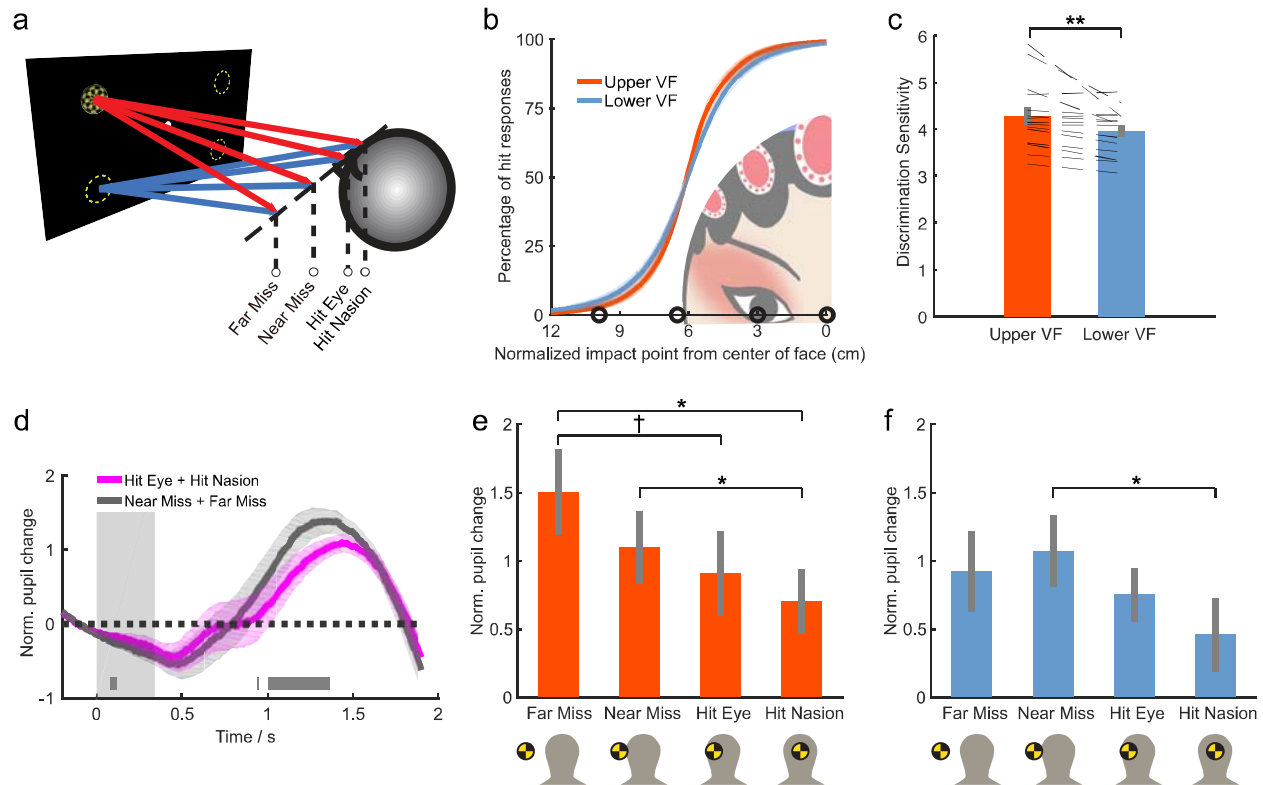 a
Far Miss
Near Miss
Hit Eye
Hit Nasion
b
Percentage of hit responses
100
75
50
25
0
Upper VF
Lower VF
12
9
6
3
0
Normalized impact point from center of face (cm)
c
**
Discrimination Sensitivity
6
5
4
3
2
1
0
Upper VF
Lower VF
d
Norm. pupil change
2
1
0
-1
Hit Eye + Hit Nasion
Near Miss + Far Miss
0
0.5
1
1.5
2
Time / s
e
*
†
*
Norm. pupil change
2
1.5
1
0.5
0
Far Miss
Near Miss
Hit Eye
Hit Nasion
f
*
Norm. pupil change
2
1.5
1
0.5
0
Far Miss
Near Miss
Hit Eye
Hit Nasion